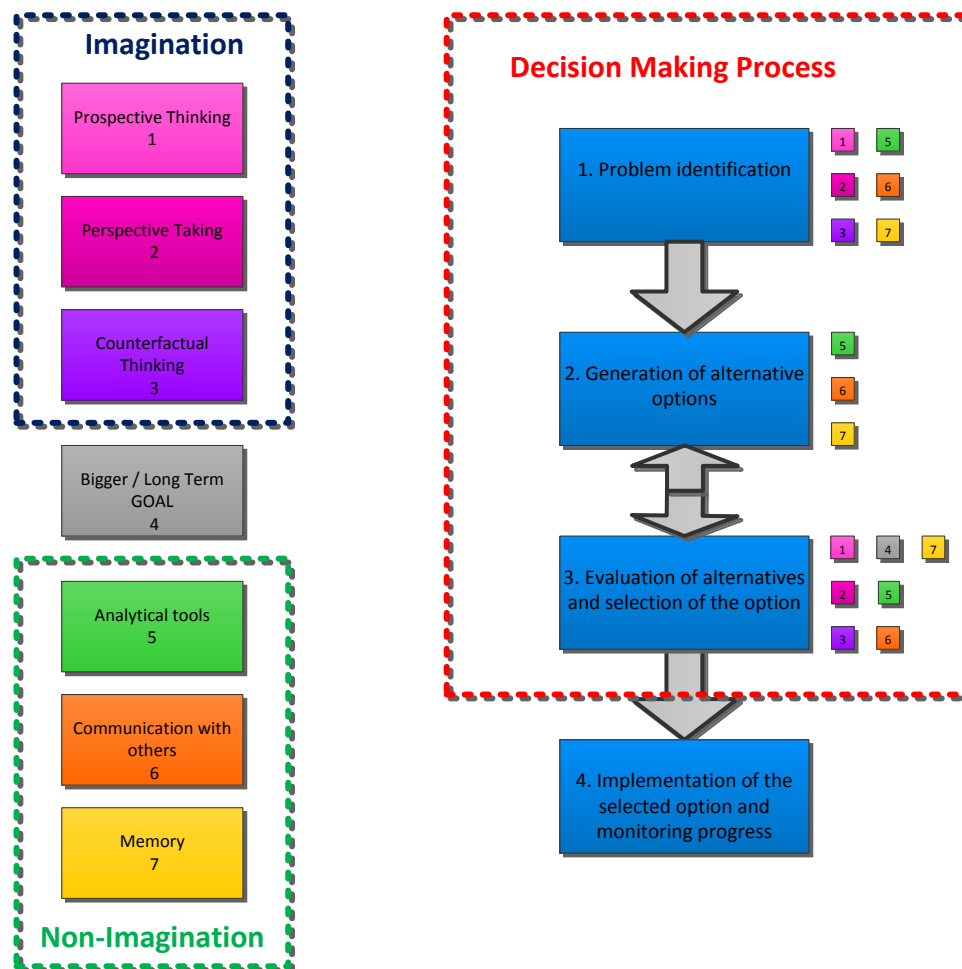 Imagination
Prospective Thinking
1
Perspective Taking
2
Counterfactual
Thinking
3
Bigger / Long Term
GOAL
4
Analytical tools
5
Communication with
others
6
Memory
7
Non-Imagination
Decision Making Process
1. Problem identification
1 5
2 6
3 7
2. Generation of alternative
options
5
6
7
3. Evaluation of alternatives
and selection of the option
1 4 7
2 5
3 6
4. Implementation of the
selected option and
monitoring progress